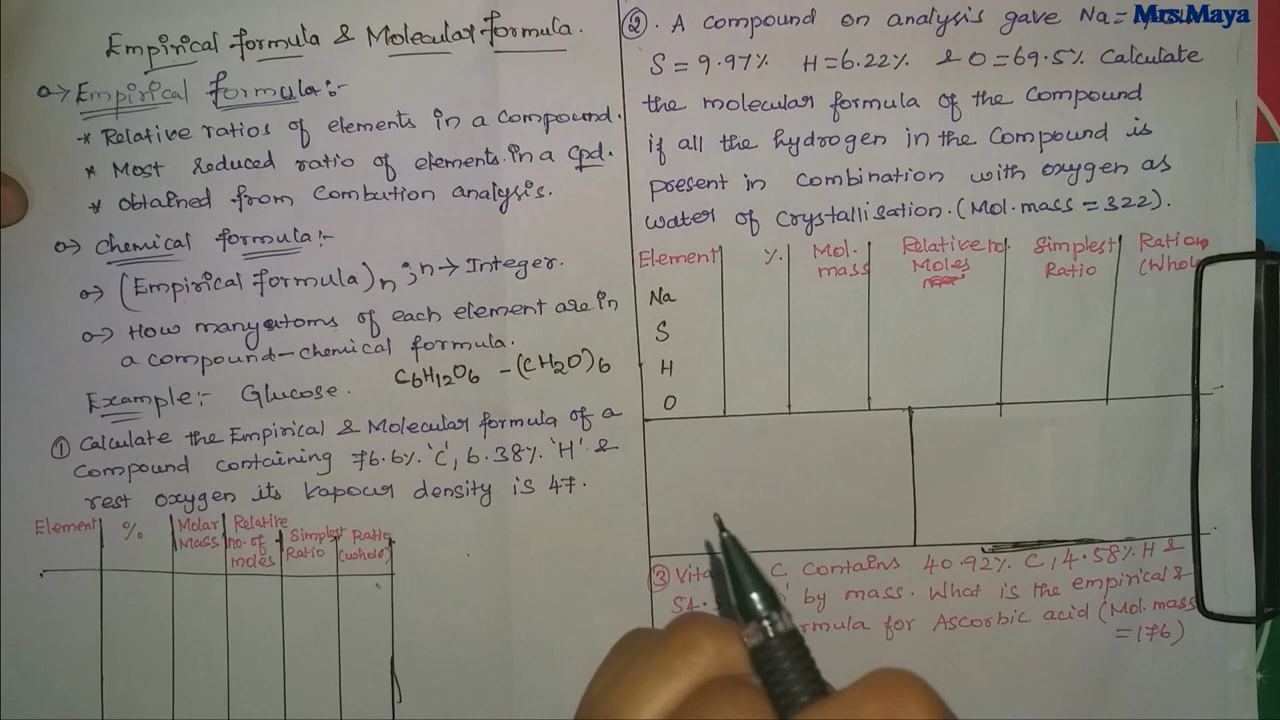 Empirical formula & Molecular formula.
Empirical formula:-
* Relative ratios of elements in a compound.
* Most reduced ratio of elements in a cpd.
* obtained from Combution analysis.
Chemical formula:-
(Empirical formula)n ; n → Integer.
How many atoms of each element are in
a compound - chemical formula.
Example:- Glucose. C6H12O6 - (CH2O)6
① Calculate the Empirical & Molecular formula of a
Compound containing 76.6% 'C', 6.38% 'H' &
rest oxygen its Vapour density is 47.
Element % Molar Mass Relative no. of moles Simplest Ratio Ratio (whole)
Mrs.Maya
② . A compound on analysis gave Na=
S = 9.97% H=6.22% & O=69.5% Calculate
the molecular formula of the Compound
if all the hydrogen in the Compound is
present in combination with oxygen as
water of Crystallisation. (Mol. mass = 322).
Element % Mol. mass Relative no. Moles Simplest Ratio Ratio (Whole
Na
S
H
O
③ Vita C contains 40.92% C, 4.58% H &
54. by mass. What is the empirical &
rmula for Ascorbic acid (Mol. mass
=176)